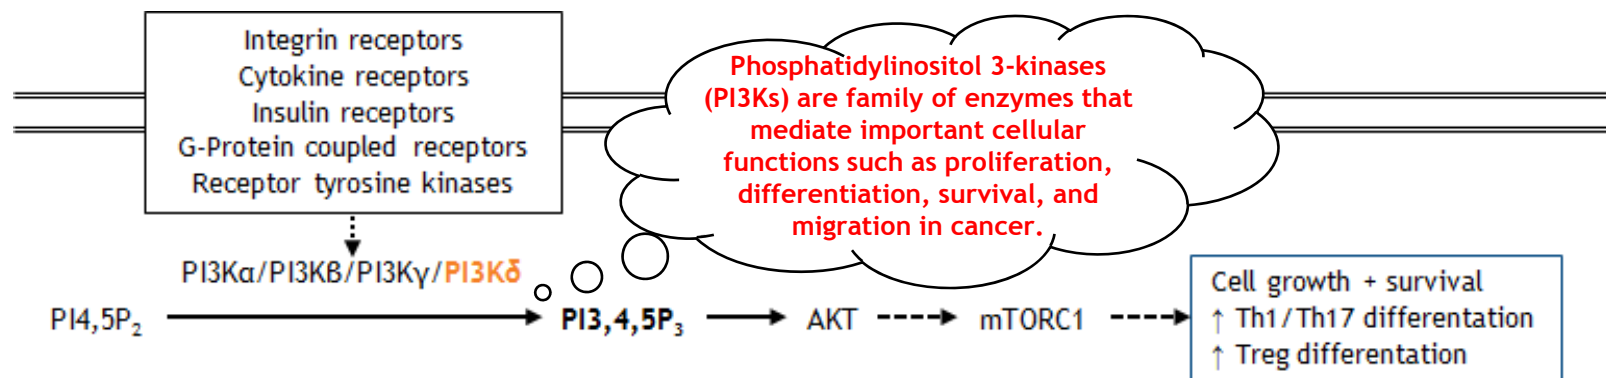 Integrin receptors
Cytokine receptors
Insulin receptors
G-Protein coupled receptors
Receptor tyrosine kinases
Phosphatidylinositol 3-kinases
(PI3Ks) are family of enzymes that
mediate important cellular
functions such as proliferation,
differentiation, survival, and
migration in cancer.
PI3Kα/PI3Kβ/PI3Kγ/PI3Kδ
PI4,5P₂
PI3,4,5P₃
AKT
mTORC1
Cell growth + survival
↑ Th1/Th17 differentation
↑ Treg differentation